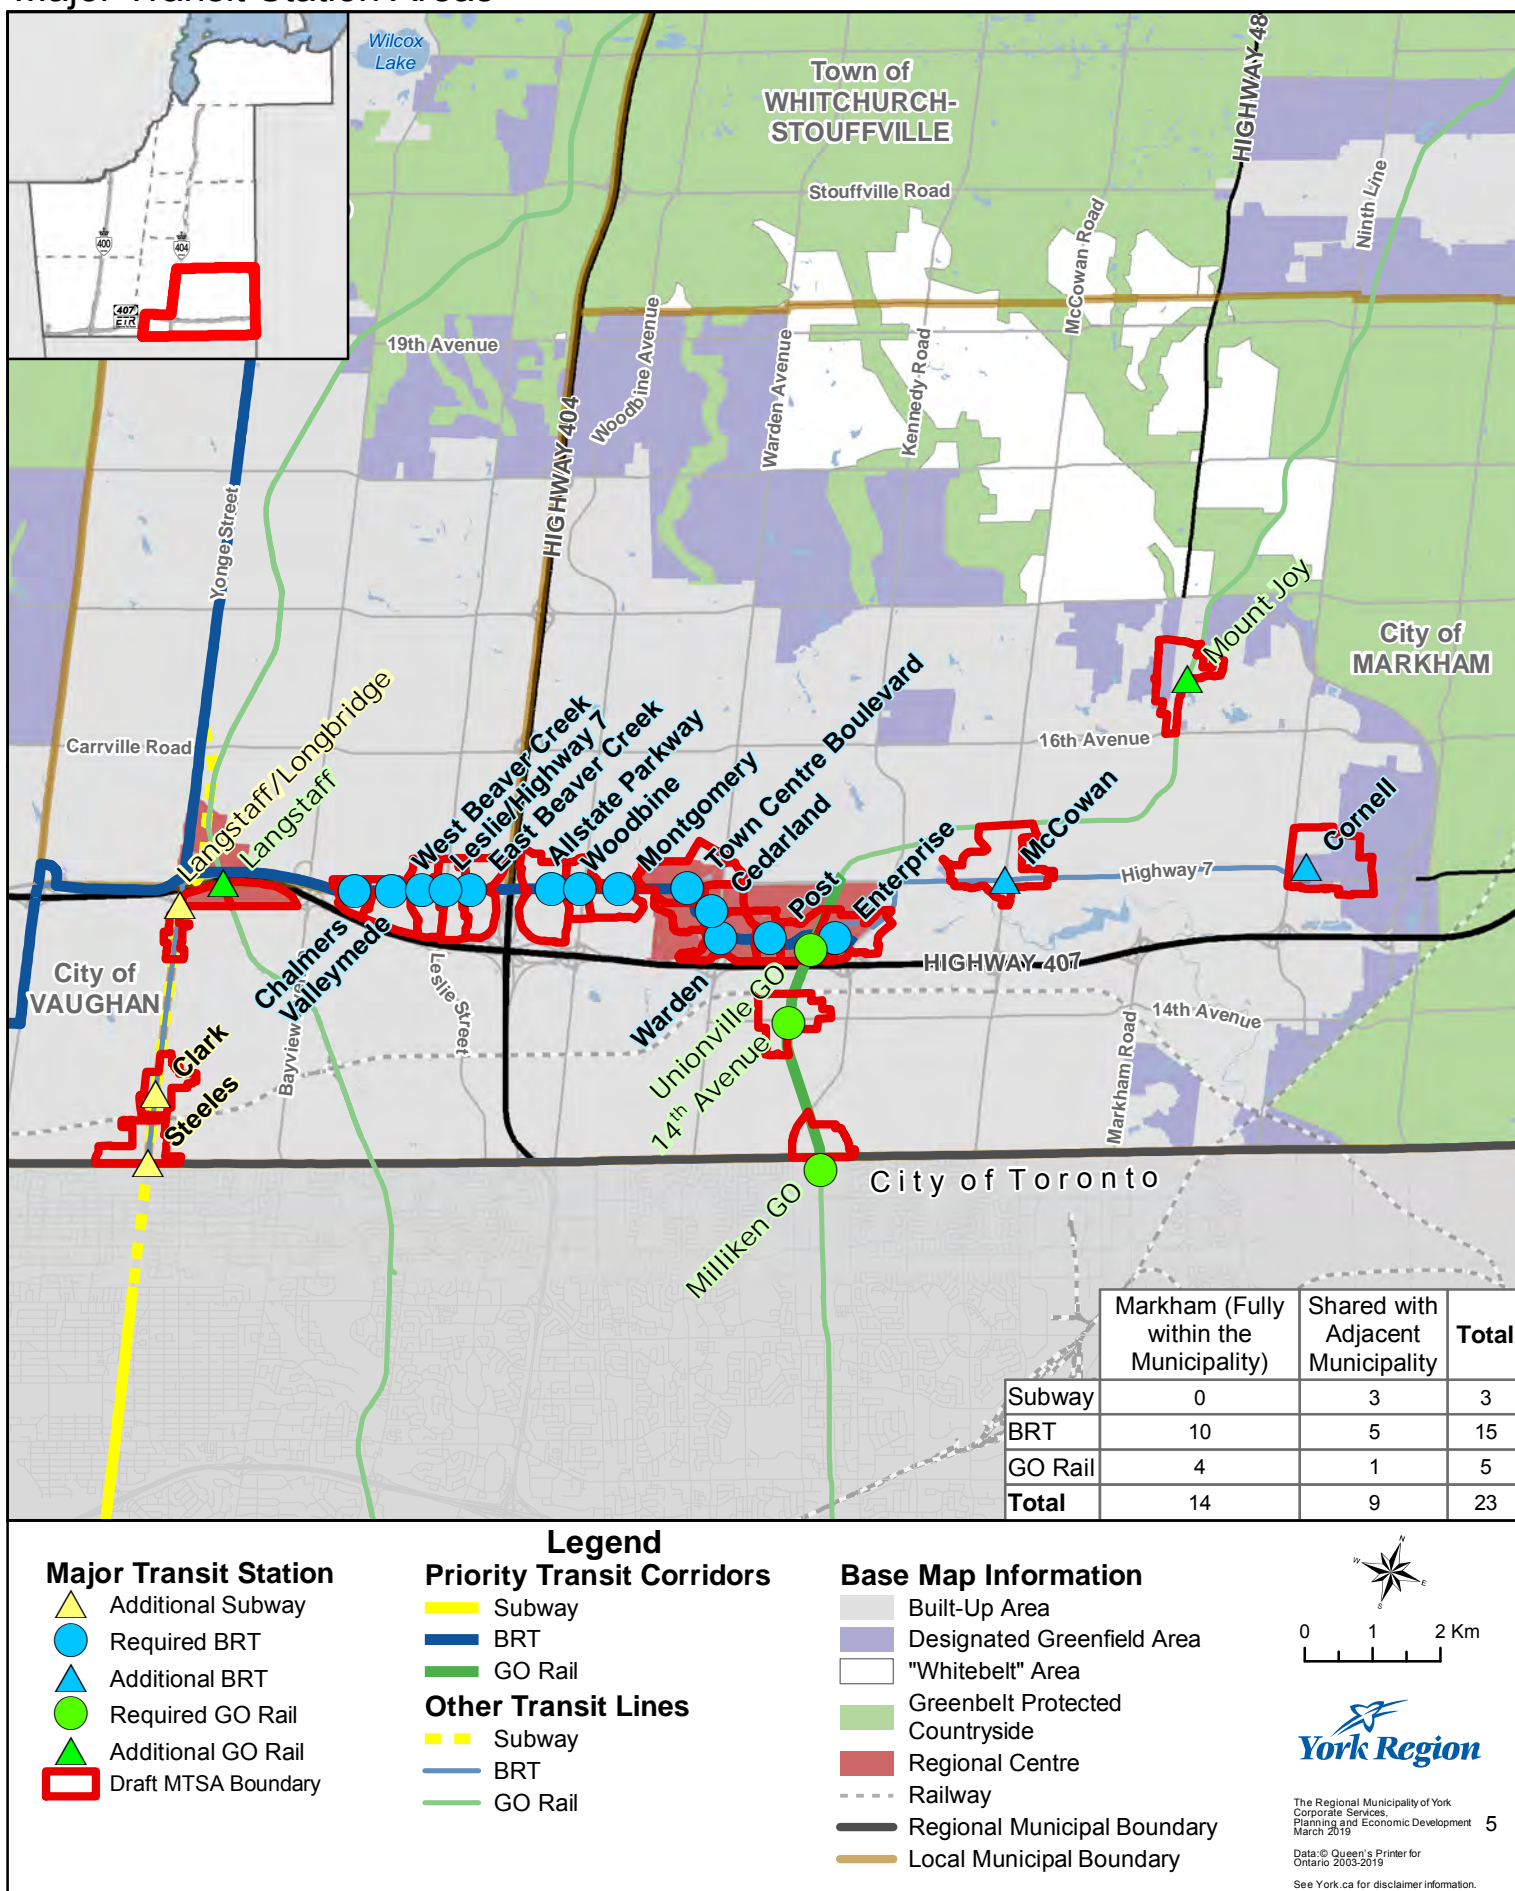 Major Transit Station Areas
Wilcox
Lake
Town of
WHITCHURCH-
STOUFFVILLE
HIGHWAY 48
Stouffville Road
Ninth Line
McCowan Road
400
404
407
ETR
19th Avenue
Woodbine Avenue
Warden Avenue
Kennedy Road
HIGHWAY 404
Yonge Street
Mount Joy
City of
MARKHAM
Carrville Road
16th Avenue
Langstaff/Longbridge
Langstaff
West Beaver Creek
Leslie/Highway 7
East Beaver Creek
Allstate Parkway
Woodbine
Montgomery
Town Centre Boulevard
Cedarland
Post
Enterprise
McCowan
Highway 7
Cornell
Chalmers
Valleymede
Warden
HIGHWAY 407
City of
VAUGHAN
Leslie Street
Unionville GO
14th Avenue
14th Avenue
Markham Road
Clark
Steeles
Milliken GO
City of Toronto
Markham (Fully within the Municipality) Shared with Adjacent Municipality Total
Subway 0 3 3
BRT 10 5 15
GO Rail 4 1 5
Total 14 9 23
Legend
Major Transit Station
Additional Subway
Required BRT
Additional BRT
Required GO Rail
Additional GO Rail
Draft MTSA Boundary
Priority Transit Corridors
Subway
BRT
GO Rail
Other Transit Lines
Subway
BRT
GO Rail
Base Map Information
Built-Up Area
Designated Greenfield Area
"Whitebelt" Area
Greenbelt Protected
Countryside
Regional Centre
Railway
Regional Municipal Boundary
Local Municipal Boundary
N
W
E
S
0 1 2 Km
York Region
The Regional Municipality of York
Corporate Services,
Planning and Economic Development
March 2019
5
Data:© Queen's Printer for
Ontario 2003-2019
See York.ca for disclaimer information.